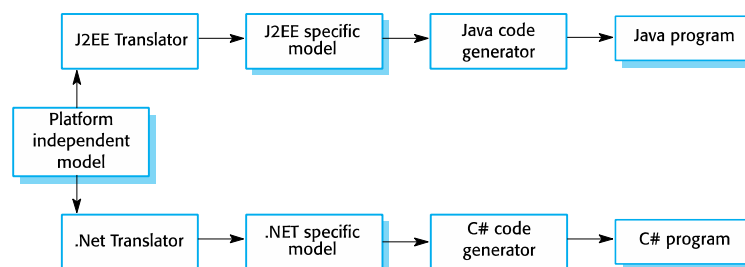 J2EE Translator
J2EE specific
model
Java code
generator
Java program
Platform
independent
model
.Net Translator
.NET specific
model
C# code
generator
C# program